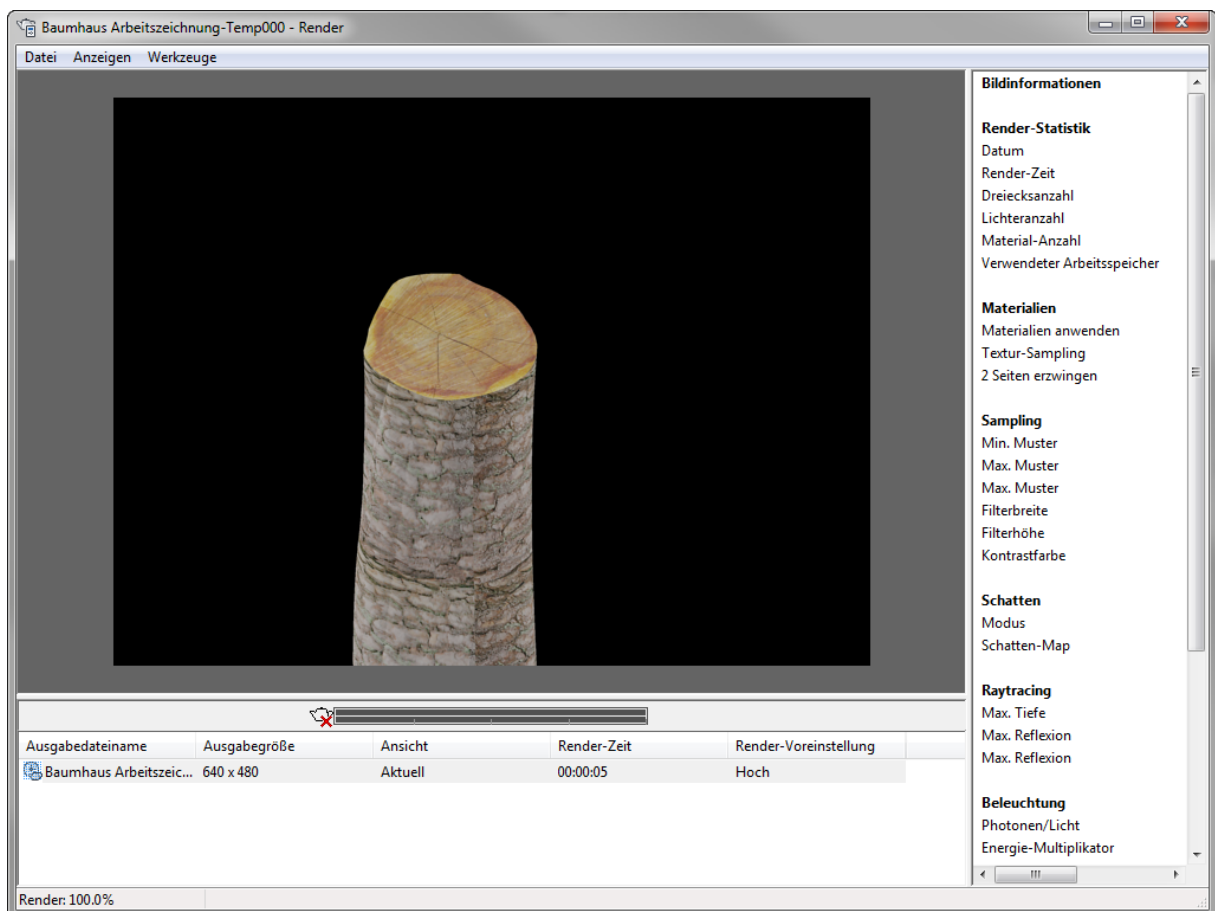 Baumhaus Arbeitszeichnung-Temp000 - Render
Datei Anzeigen Werkzeuge
Bildinformationen
Render-Statistik
Datum
Render-Zeit
Dreiecksanzahl
Lichteranzahl
Material-Anzahl
Verwendeter Arbeitsspeicher
Materialien
Materialien anwenden
Textur-Sampling
2 Seiten erzwingen
Sampling
Min. Muster
Max. Muster
Max. Muster
Filterbreite
Filterhöhe
Kontrastfarbe
Schatten
Modus
Schatten-Map
Raytracing
Max. Tiefe
Max. Reflexion
Max. Reflexion
Beleuchtung
Photonen/Licht
Energie-Multiplikator
Ausgabedateiname Ausgabegröße Ansicht Render-Zeit Render-Voreinstellung
Baumhaus Arbeitszeic... 640 x 480 Aktuell 00:00:05 Hoch
Render: 100.0%